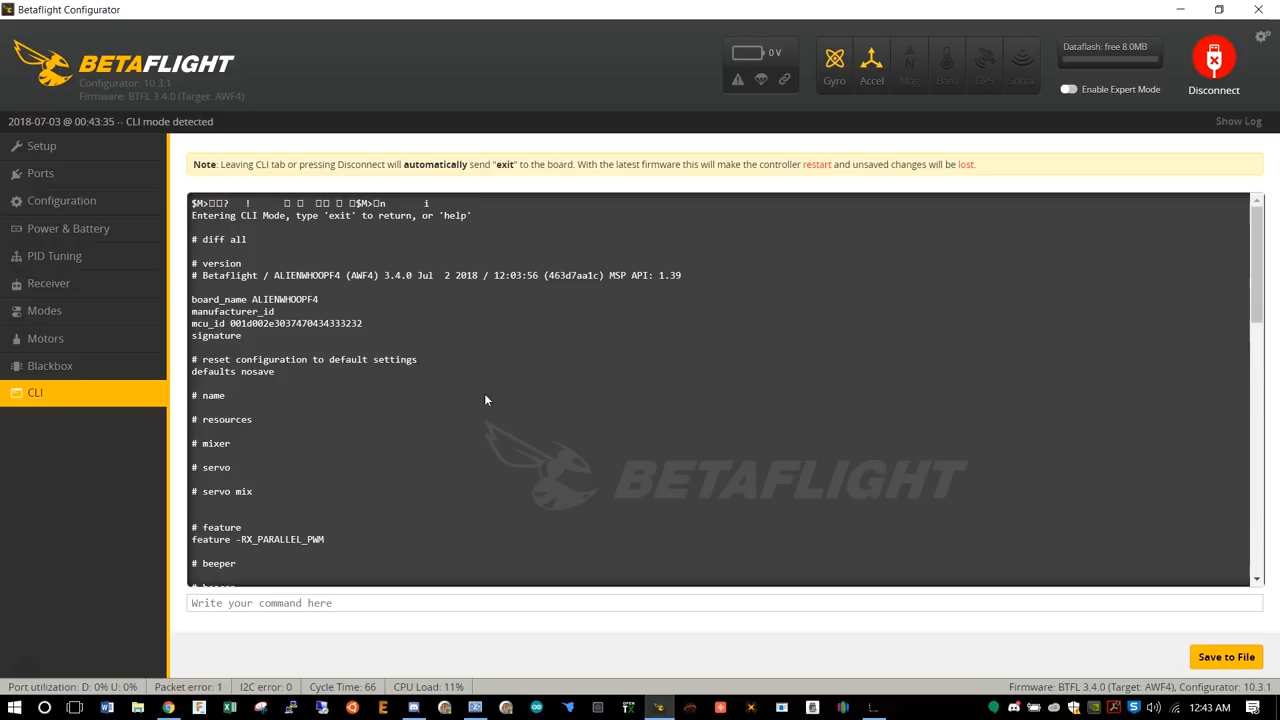 Betaflight Configurator
BETAFLIGHT
Configurator: 10.3.1
Firmware: BTFL 3.4.0 (Target: AWF4)
0 V
Gyro
Accel
Mag
Baro
GPS
Sonar
Dataflash: free 8.0MB
Enable Expert Mode
Disconnect
2018-07-03 @ 00:43:35 -- CLI mode detected
Show Log
Setup
Ports
Configuration
Power & Battery
PID Tuning
Receiver
Modes
Motors
Blackbox
CLI
Note: Leaving CLI tab or pressing Disconnect will automatically send "exit" to the board. With the latest firmware this will make the controller restart and unsaved changes will be lost.
$M>□□? ! □ □ □□ □ □$M>□n i
Entering CLI Mode, type 'exit' to return, or 'help'
# diff all
# version
# Betaflight / ALIENWHOOPF4 (AWF4) 3.4.0 Jul 2 2018 / 12:03:56 (463d7aa1c) MSP API: 1.39
board_name ALIENWHOOPF4
manufacturer_id
mcu_id 001d002e3037470434333232
signature
# reset configuration to default settings
defaults nosave
# name
# resources
# mixer
# servo
# servo mix
# feature
feature -RX_PARALLEL_PWM
# beeper
BETAFLIGHT
Write your command here
Save to File
Port utilization: D: 0% U: 0%
Packet error: 1
I2C error: 0
Cycle Time: 66
CPU Load: 11%
Firmware: BTFL 3.4.0 (Target: AWF4), Configurator: 10.3.1
12:43 AM